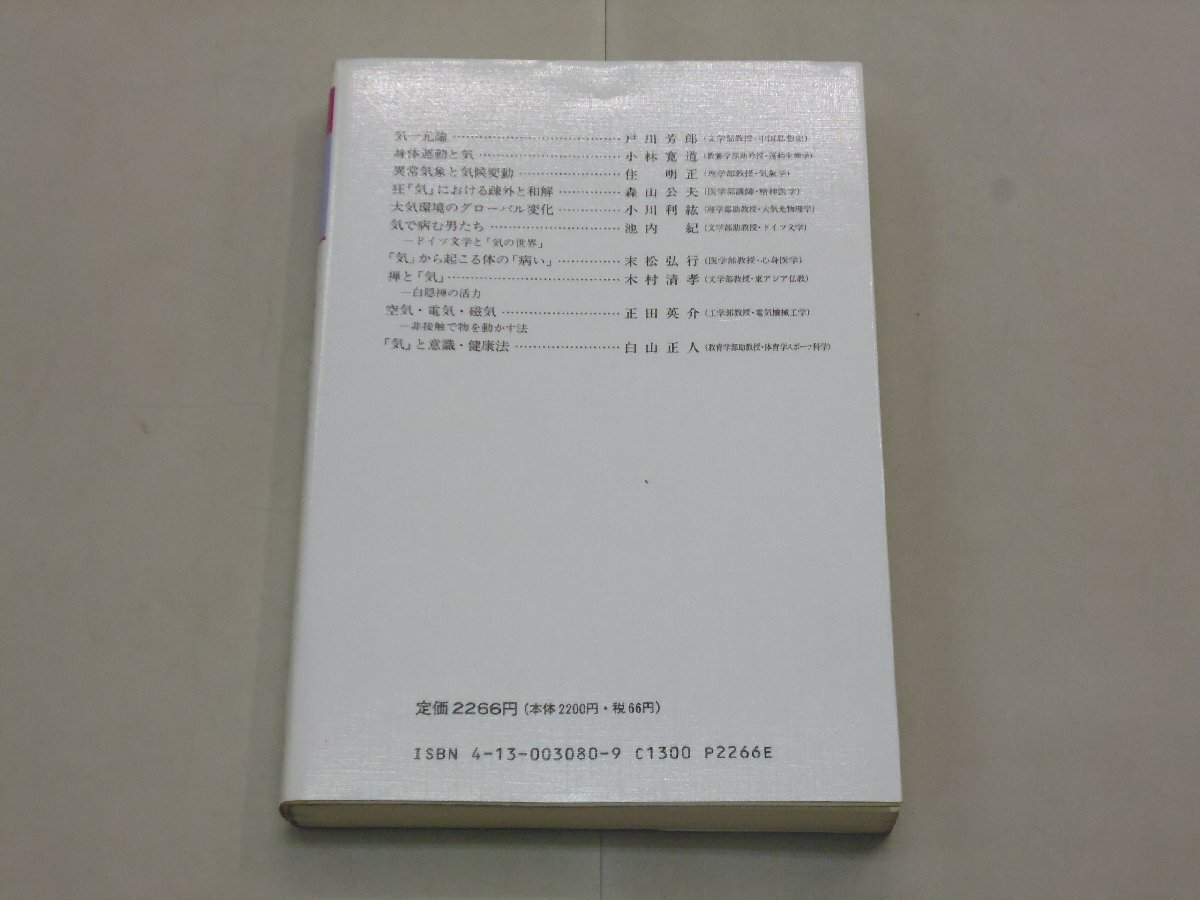 気一元論………………………………戸川芳郎(文学部教授・中国思想史)
身体運動と気…………………………小林寛道(教養学部助教授・運動生理学)
異常気象と気候変動…………………住　明正(理学部教授・気象学)
狂「気」における疎外と和解…………森山公夫(医学部講師・精神医学)
大気環境のグローバル変化…………小川利紘(理学部助教授・大気光物理学)
気で病む男たち………………………池内　紀(文学部助教授・ドイツ文学)
—ドイツ文学と「気の世界」
「気」から起こる体の「病い」…………末松弘行(医学部教授・心身医学)
禅と「気」………………………………木村清孝(文学部教授・東アジア仏教)
—白隠禅の活力
空気・電気・磁気……………………正田英介(工学部教授・電気機械工学)
—非接触で物を動かす法
「気」と意識・健康法…………………白山正人(教育学部助教授・体育学スポーツ科学)
定価2266円(本体2200円・税66円)
ISBN 4-13-003080-9 C1300 P2266E